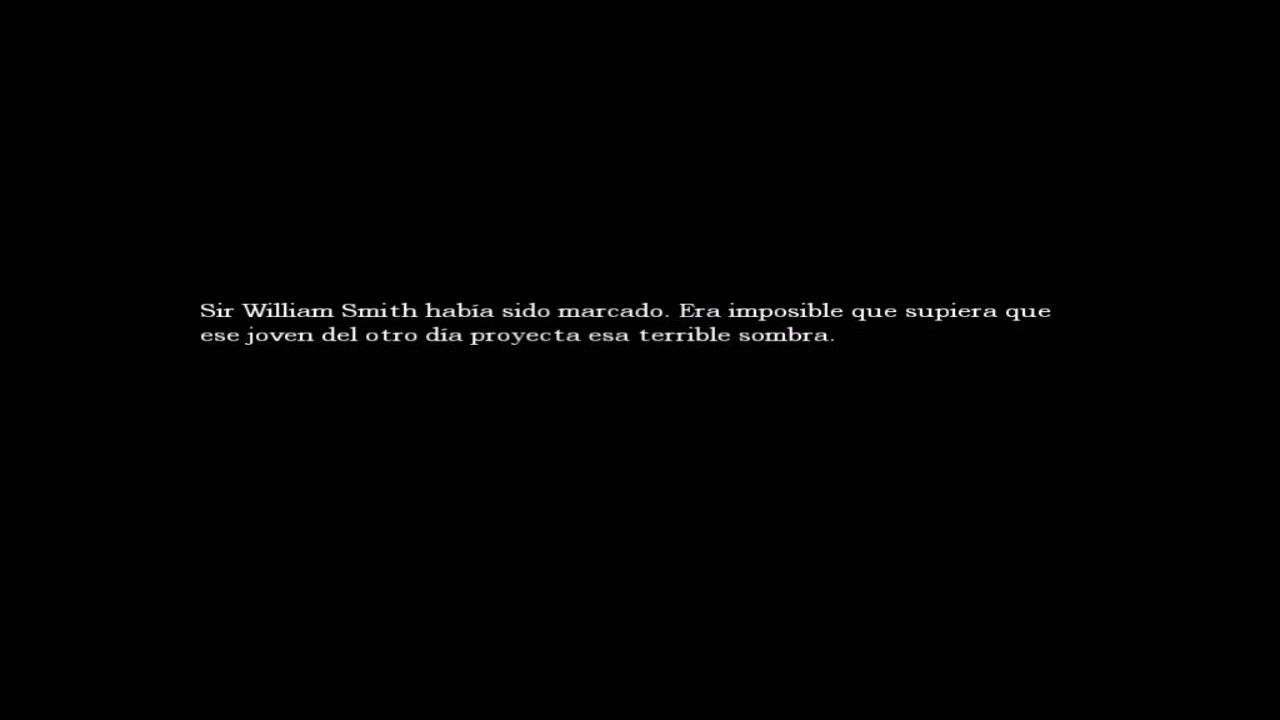 Sir William Smith había sido marcado. Era imposible que supiera que
ese joven del otro día proyecta esa terrible sombra.